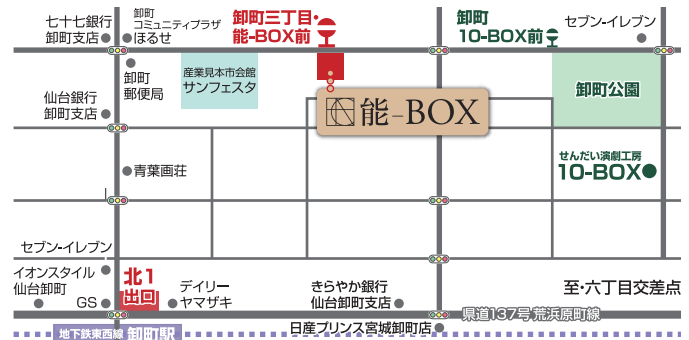 七十七銀行
卸町支店
卸町
コミュニティプラザ
ほるせ
卸町三丁目・
能-BOX前
卸町
10-BOX前
セブン-イレブン
卸町
郵便局
産業見本市会館
サンフェスタ
卸町公園
仙台銀行
卸町支店
能-BOX
せんだい演劇工房
10-BOX
青葉画荘
セブン-イレブン
イオンスタイル
仙台卸町
GS
北1
出口
デイリー
ヤマザキ
きらやか銀行
仙台卸町支店
至・六丁目交差点
県道137号 荒浜原町線
日産プリンス宮城卸町店
地下鉄東西線 卸町駅